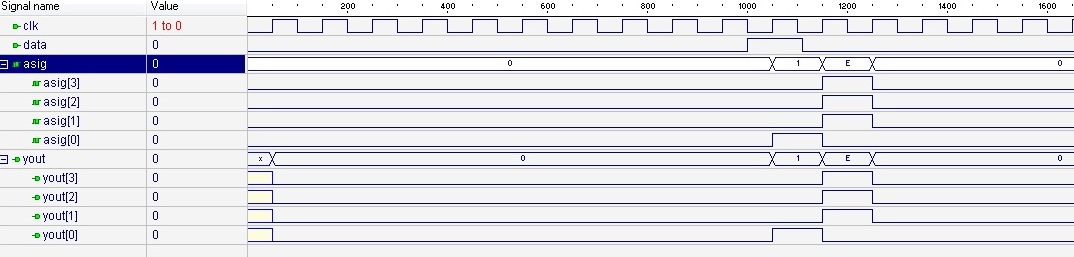 Signal name Value 200 400 600 800 1000 1200 1400 1600
clk 1 to 0
data 0
asig 0 0 1 E 0
asig[3] 0
asig[2] 0
asig[1] 0
asig[0] 0
yout 0 x 0 1 E 0
yout[3] 0
yout[2] 0
yout[1] 0
yout[0] 0